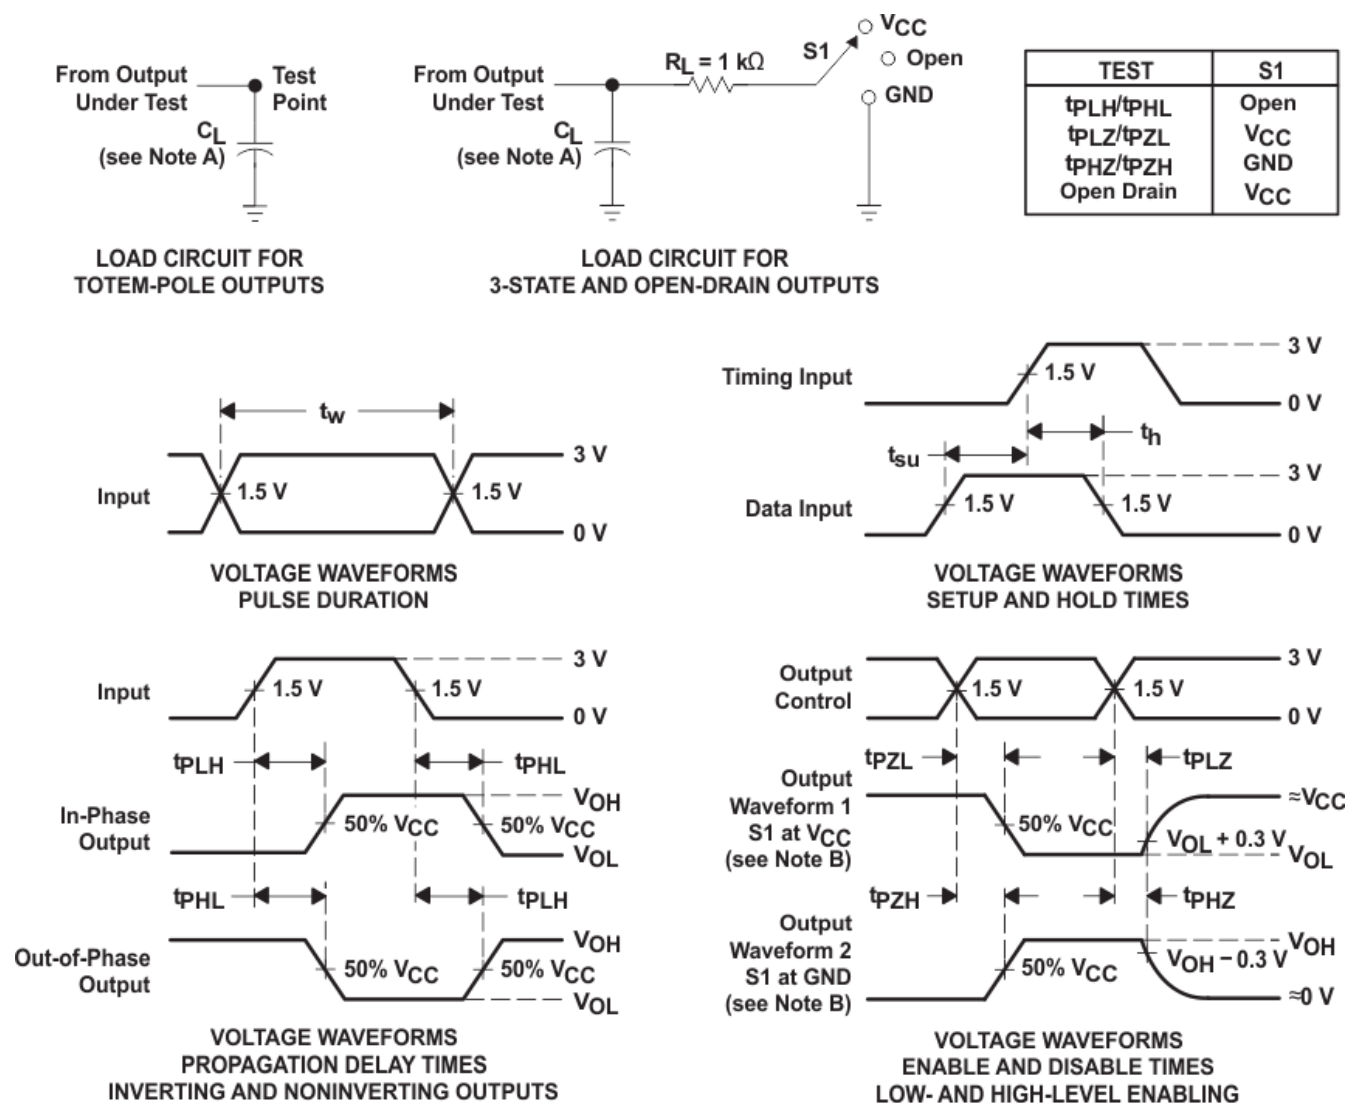 From Output
Under Test
Test
Point
CL
(see Note A)
LOAD CIRCUIT FOR
TOTEM-POLE OUTPUTS
From Output
Under Test
RL = 1 kΩ
S1
VCC
Open
GND
CL
(see Note A)
LOAD CIRCUIT FOR
3-STATE AND OPEN-DRAIN OUTPUTS
TEST S1
tPLH/tPHL Open
tPLZ/tPZL VCC
tPHZ/tPZH GND
Open Drain VCC
tw
Input
1.5 V
1.5 V
3 V
0 V
VOLTAGE WAVEFORMS
PULSE DURATION
Timing Input
1.5 V
3 V
0 V
th
tsu
Data Input
1.5 V
1.5 V
3 V
0 V
VOLTAGE WAVEFORMS
SETUP AND HOLD TIMES
Input
1.5 V
1.5 V
3 V
0 V
tPLH
tPHL
In-Phase
Output
50% VCC
50% VCC
VOH
VOL
tPHL
tPLH
Out-of-Phase
Output
50% VCC
50% VCC
VOH
VOL
VOLTAGE WAVEFORMS
PROPAGATION DELAY TIMES
INVERTING AND NONINVERTING OUTPUTS
Output
Control
1.5 V
1.5 V
3 V
0 V
tPZL
tPLZ
Output
Waveform 1
S1 at VCC
(see Note B)
50% VCC
≈VCC
VOL + 0.3 V
VOL
tPZH
tPHZ
Output
Waveform 2
S1 at GND
(see Note B)
50% VCC
VOH
VOH − 0.3 V
≈0 V
VOLTAGE WAVEFORMS
ENABLE AND DISABLE TIMES
LOW- AND HIGH-LEVEL ENABLING